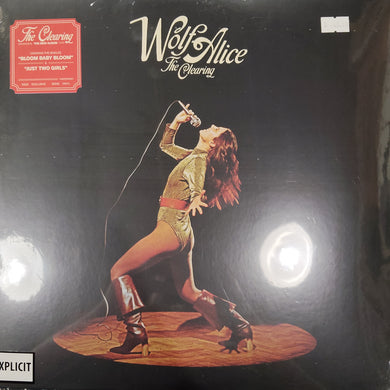 The Clearing
"BLOOM BABY BLOOM"
"JUST TWO GIRLS"
Wolf Alice
The Clearing
EXPLICIT